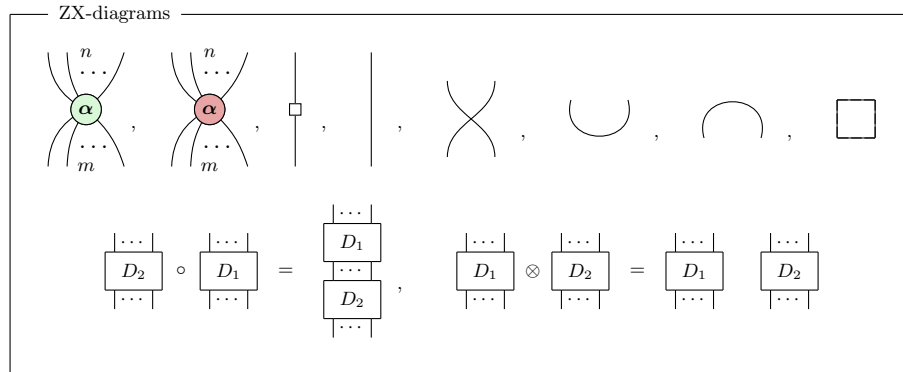 ZX-diagrams
n n
⋯ ⋯
α , α , , , , , ,
⋯ ⋯
m m
⋯ ⋯ ⋯ ⋯ ⋯ ⋯ ⋯
D₂ ∘ D₁ = D₁ ⋯ D₂ , D₁ ⊗ D₂ = D₁ D₂
⋯ ⋯ ⋯ ⋯ ⋯ ⋯ ⋯